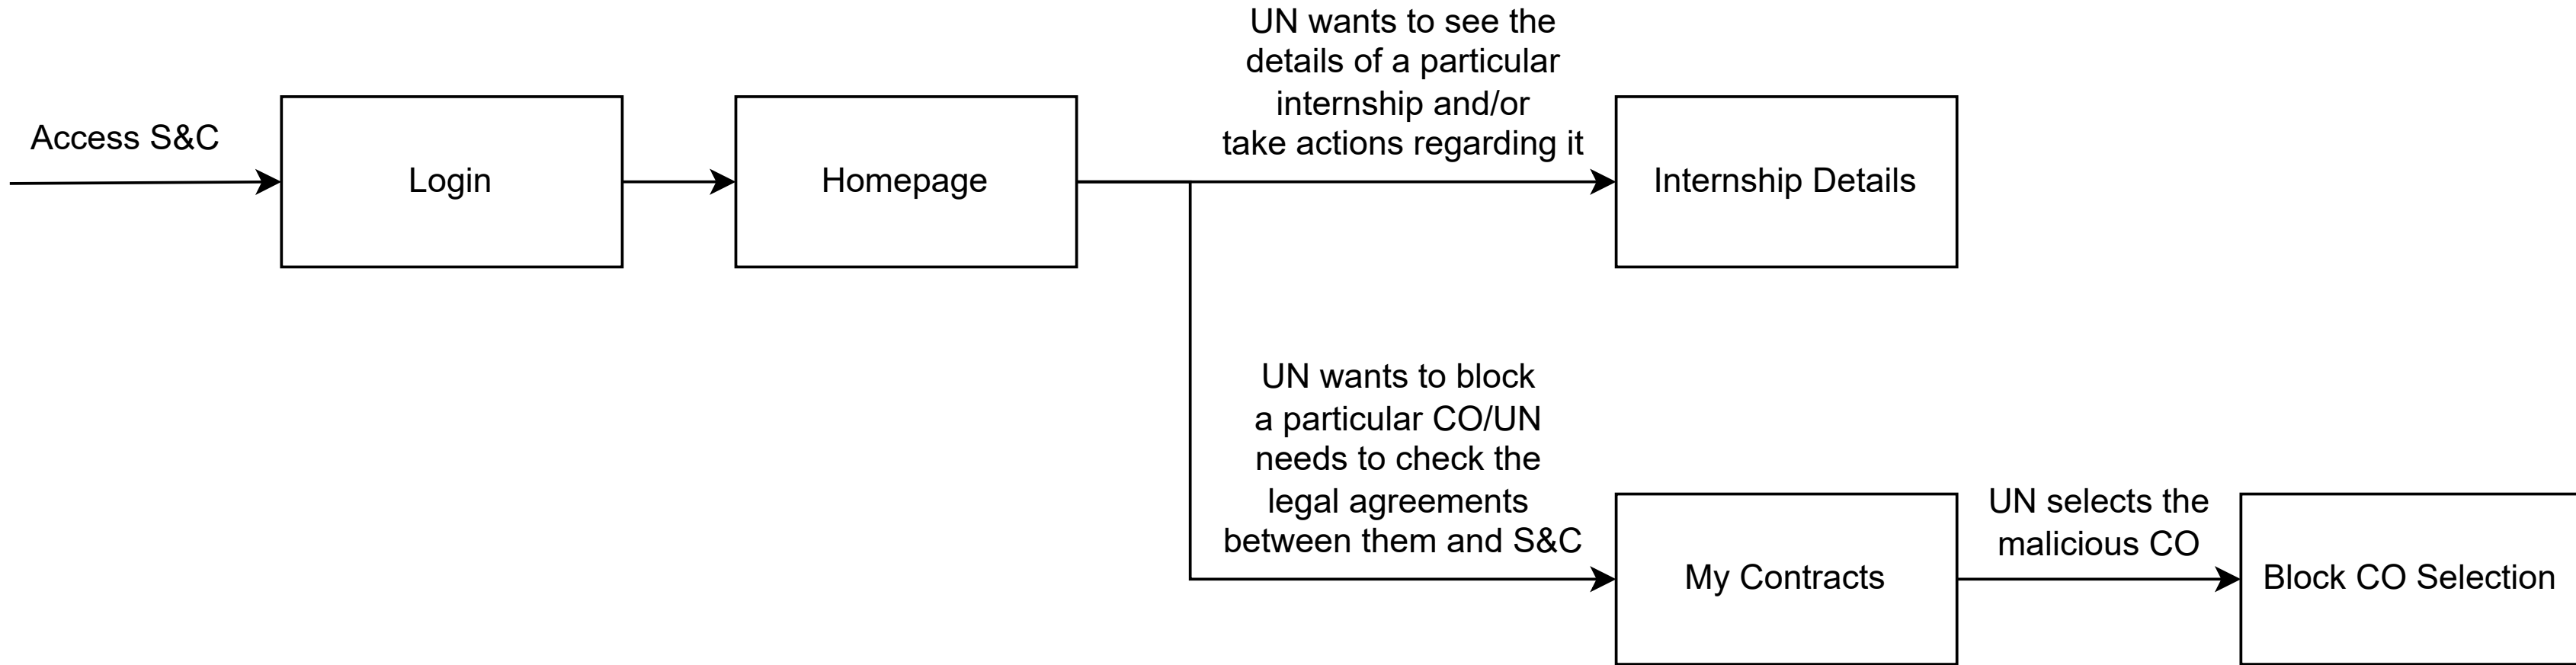 UN wants to see the
details of a particular
internship and/or
take actions regarding it
Access S&C
Login
Homepage
Internship Details
UN wants to block
a particular CO/UN
needs to check the
legal agreements
between them and S&C
My Contracts
UN selects the
malicious CO
Block CO Selection